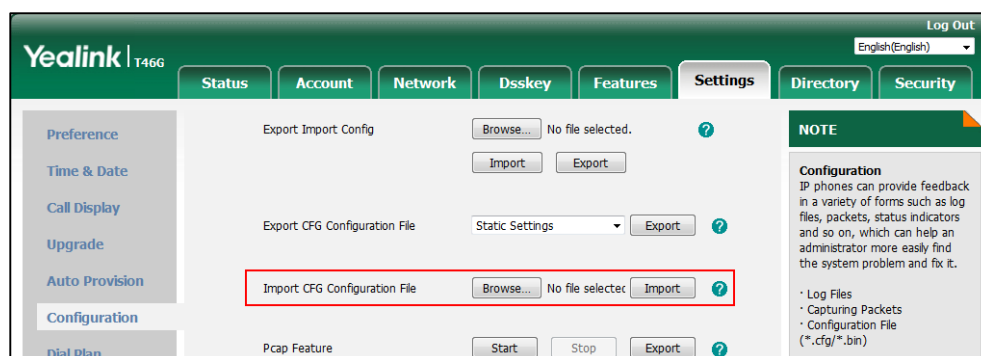 Log Out
Yealink | T46G
English(English)
Status Account Network Dsskey Features Settings Directory Security
Preference
Time & Date
Call Display
Upgrade
Auto Provision
Configuration
Dial Plan
Export Import Config Browse... No file selected. ?
Import Export
Export CFG Configuration File Static Settings Export ?
Import CFG Configuration File Browse... No file selectec Import ?
Pcap Feature Start Stop Export ?
NOTE
Configuration
IP phones can provide feedback
in a variety of forms such as log
files, packets, status indicators
and so on, which can help an
administrator more easily find
the system problem and fix it.
· Log Files
· Capturing Packets
· Configuration File
(*.cfg/*.bin)